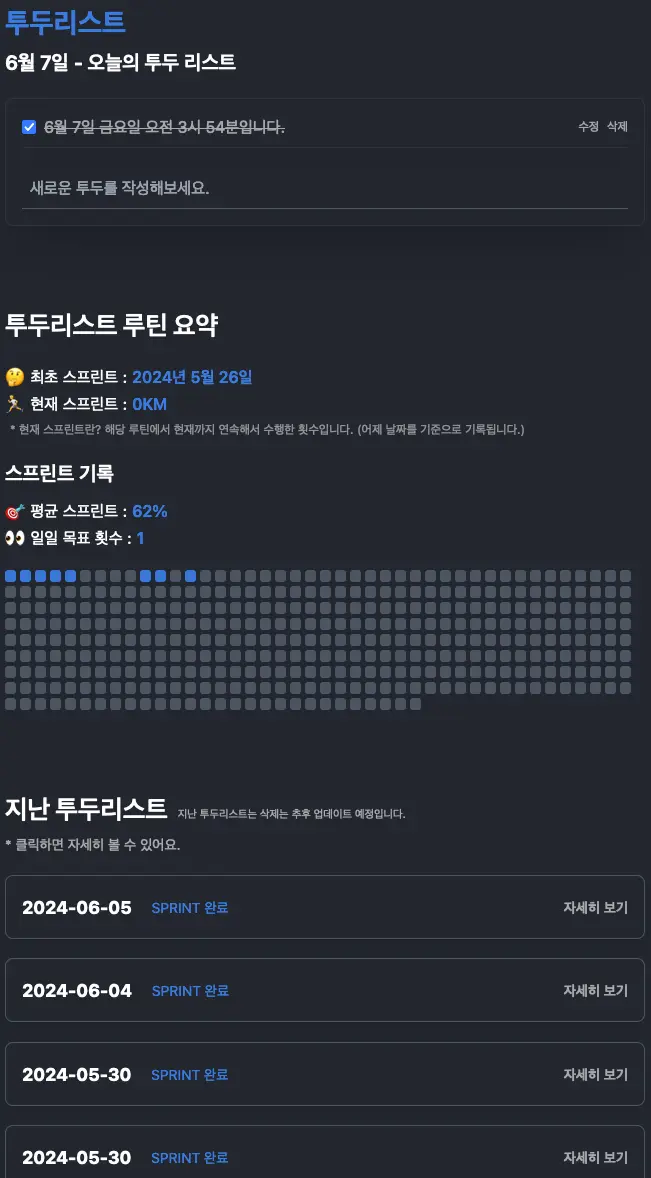 투두리스트
6월 7일 - 오늘의 투두 리스트
6월 7일 금요일 오전 3시 54분입니다. 수정 삭제
새로운 투두를 작성해보세요.
투두리스트 루틴 요약
🤔 최초 스프린트 : 2024년 5월 26일
🏃 현재 스프린트 : 0KM
* 현재 스프린트란? 해당 루틴에서 현재까지 연속해서 수행한 횟수입니다. (어제 날짜를 기준으로 기록됩니다.)
스프린트 기록
🎯 평균 스프린트 : 62%
👀 일일 목표 횟수 : 1
지난 투두리스트 지난 투두리스트는 삭제는 추후 업데이트 예정입니다.
* 클릭하면 자세히 볼 수 있어요.
2024-06-05 SPRINT 완료 자세히 보기
2024-06-04 SPRINT 완료 자세히 보기
2024-05-30 SPRINT 완료 자세히 보기
2024-05-30 SPRINT 완료 자세히 보기